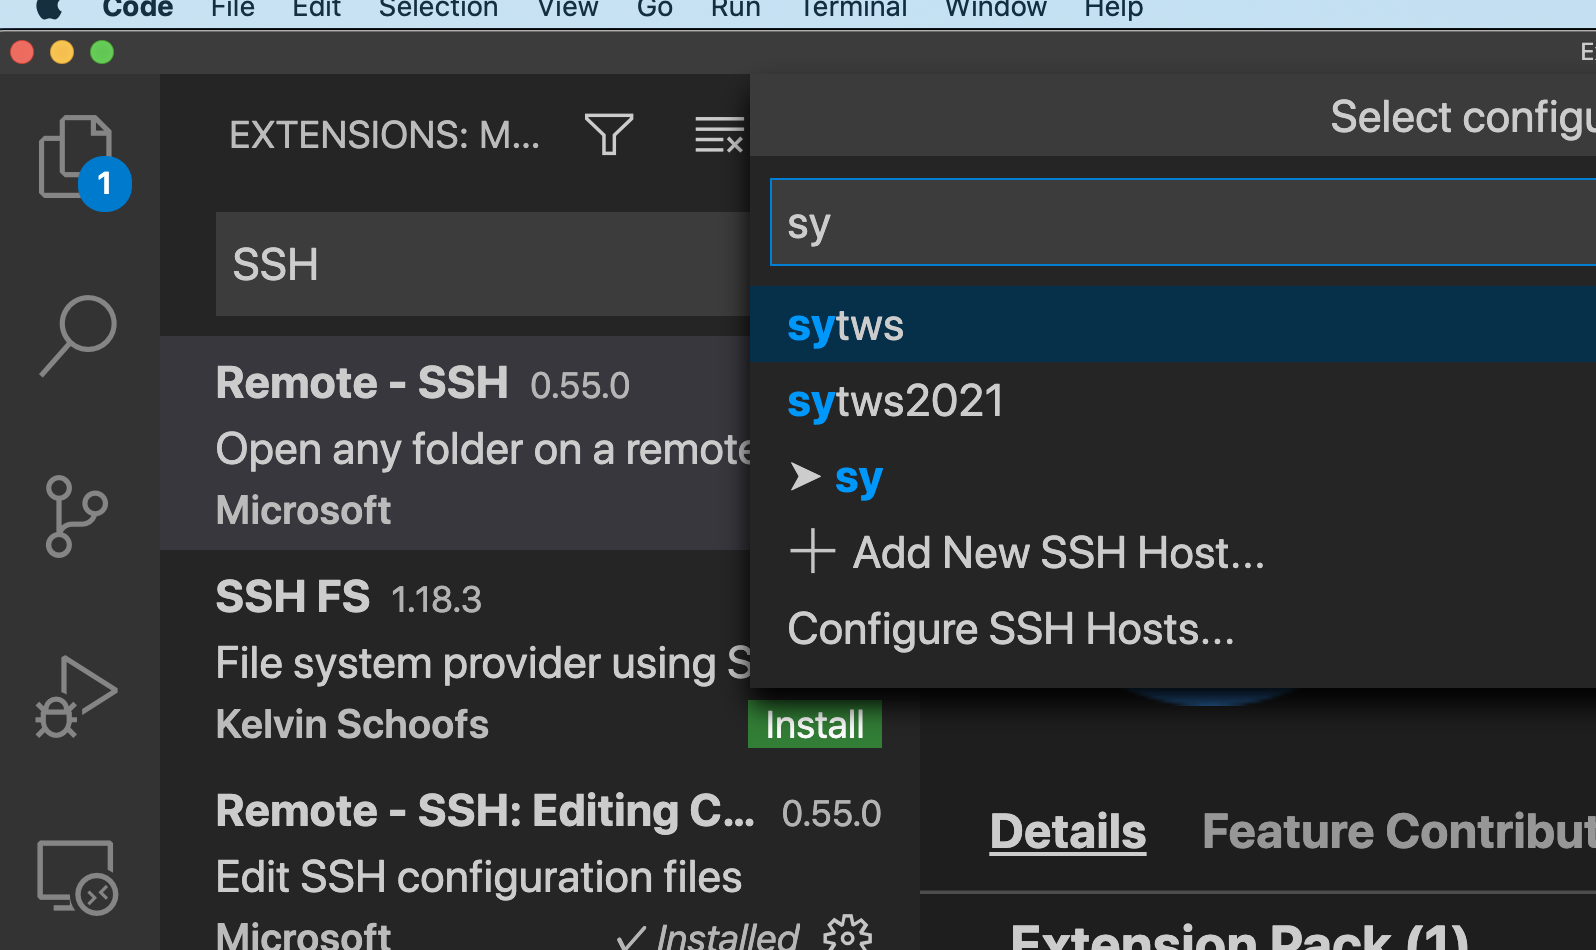 Code File Edit Selection View Go Run Terminal Window Help
EXTENSIONS: M...
1
SSH
Remote - SSH 0.55.0
Open any folder on a remote
Microsoft
SSH FS 1.18.3
File system provider using S
Kelvin Schoofs
Install
Remote - SSH: Editing C... 0.55.0
Edit SSH configuration files
Microsoft
✓ Installed
E
Select configu
sy
sytws
sytws2021
➤ sy
+ Add New SSH Host...
Configure SSH Hosts...
Details Feature Contribut
Extension Pack (1)